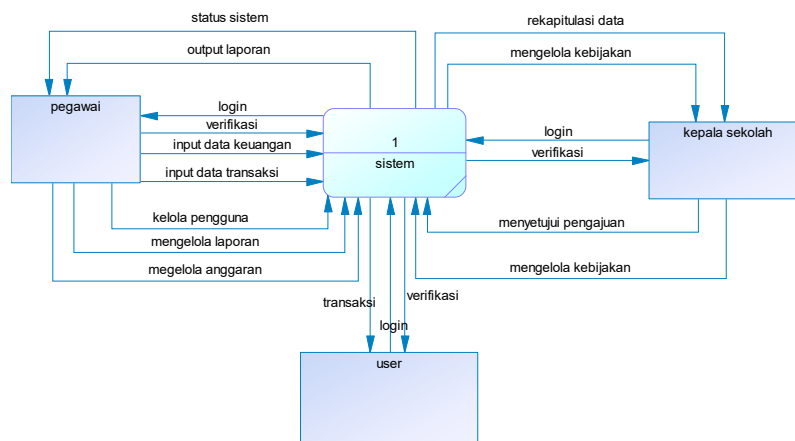 status sistem
output laporan
rekapitulasi data
mengelola kebijakan
pegawai
login
verifikasi
input data keuangan
input data transaksi
1
sistem
login
verifikasi
kepala sekolah
kelola pengguna
mengelola laporan
megelola anggaran
menyetujui pengajuan
mengelola kebijakan
transaksi
login
verifikasi
user